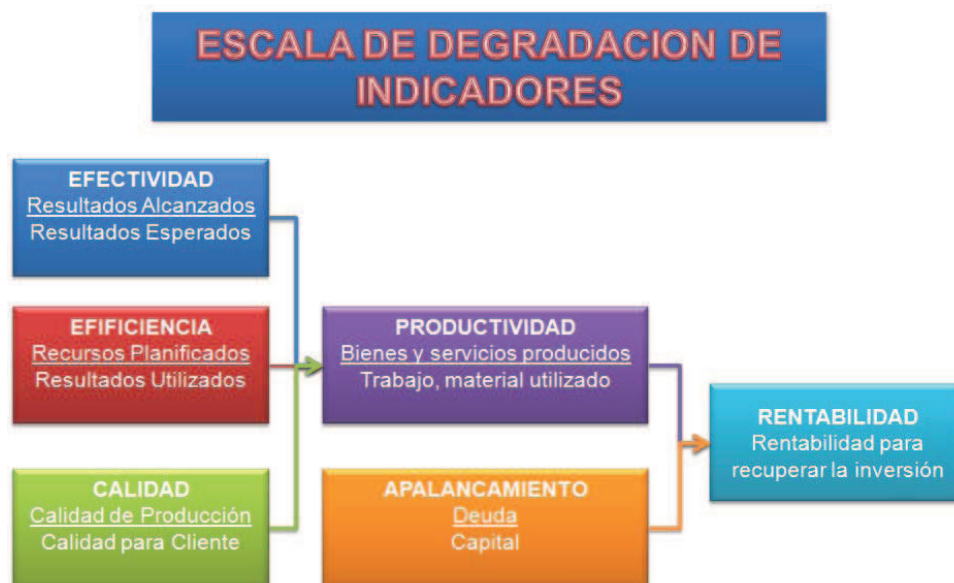 ESCALA DE DEGRADACION DE
INDICADORES
EFECTIVIDAD
Resultados Alcanzados
Resultados Esperados
EFIFICIENCIA
Recursos Planificados
Resultados Utilizados
CALIDAD
Calidad de Producción
Calidad para Cliente
PRODUCTIVIDAD
Bienes y servicios producidos
Trabajo, material utilizado
APALANCAMIENTO
Deuda
Capital
RENTABILIDAD
Rentabilidad para
recuperar la inversión